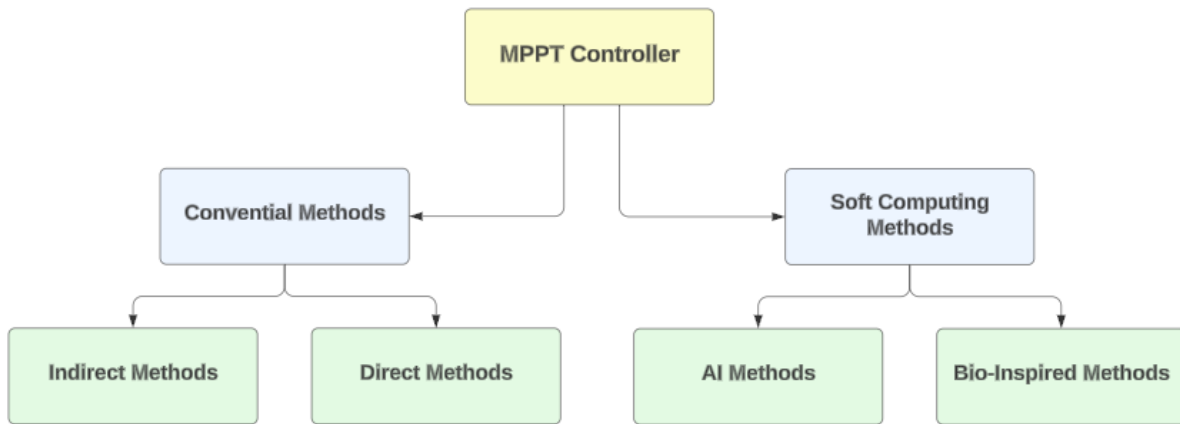 MPPT Controller
Convential Methods
Soft Computing
Methods
Indirect Methods
Direct Methods
AI Methods
Bio-Inspired Methods